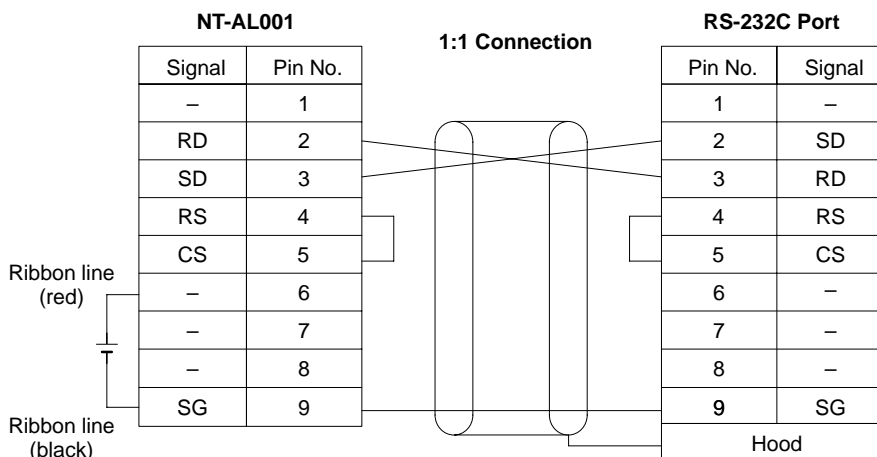 NT-AL001
1:1 Connection
RS-232C Port
Signal Pin No.
– 1
RD 2
SD 3
RS 4
CS 5
– 6
– 7
– 8
SG 9
Ribbon line
(red)
Ribbon line
(black)
Pin No. Signal
1 –
2 SD
3 RD
4 RS
5 CS
6 –
7 –
8 –
9 SG
Hood